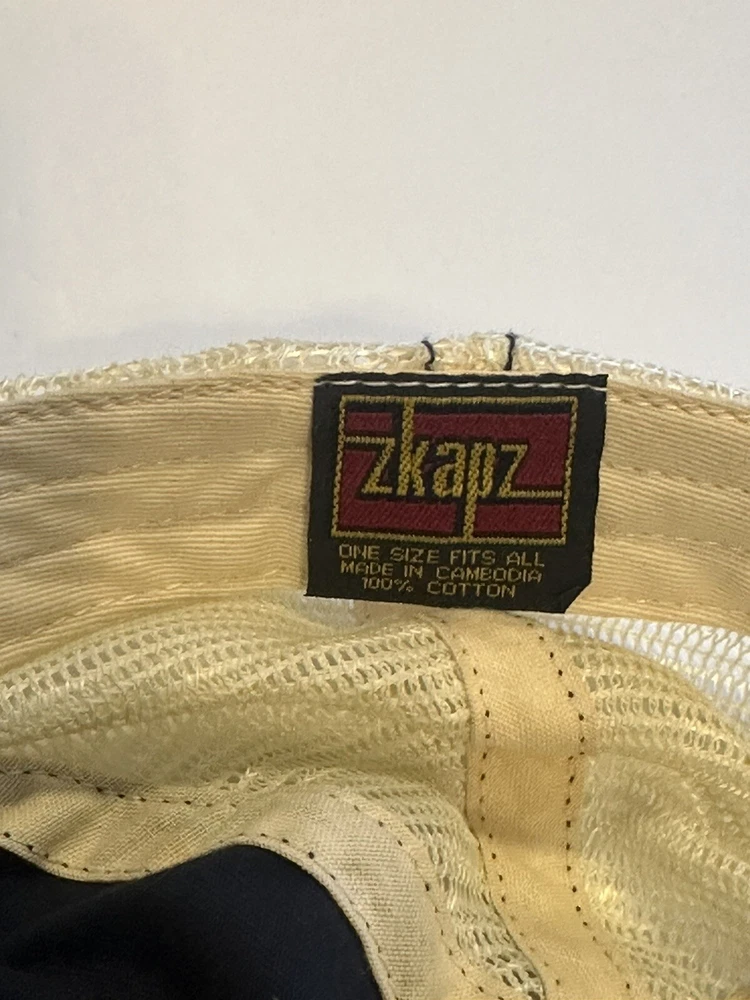 zkapz
ONE SIZE FITS ALL
MADE IN CAMBODIA
100% COTTON